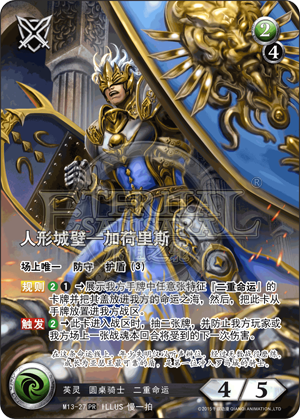 2
4
人形城壁—加荷里斯
场上唯一 防守 护盾(3)
规则 2 1 →展示我方手牌中任意张特征「二重命运」的
卡牌并把其盖放进我方的命运之海,然后,把此卡从
手牌放置进我方战区。
触发 2 →此卡进入战区时,抽二张牌,并防止我方玩家或
我方场上一张战魂本回合将受到的下一次伤害。
英灵 圆桌骑士 二重命运
M13-27 PR ILLUS 慢一拍
4/5